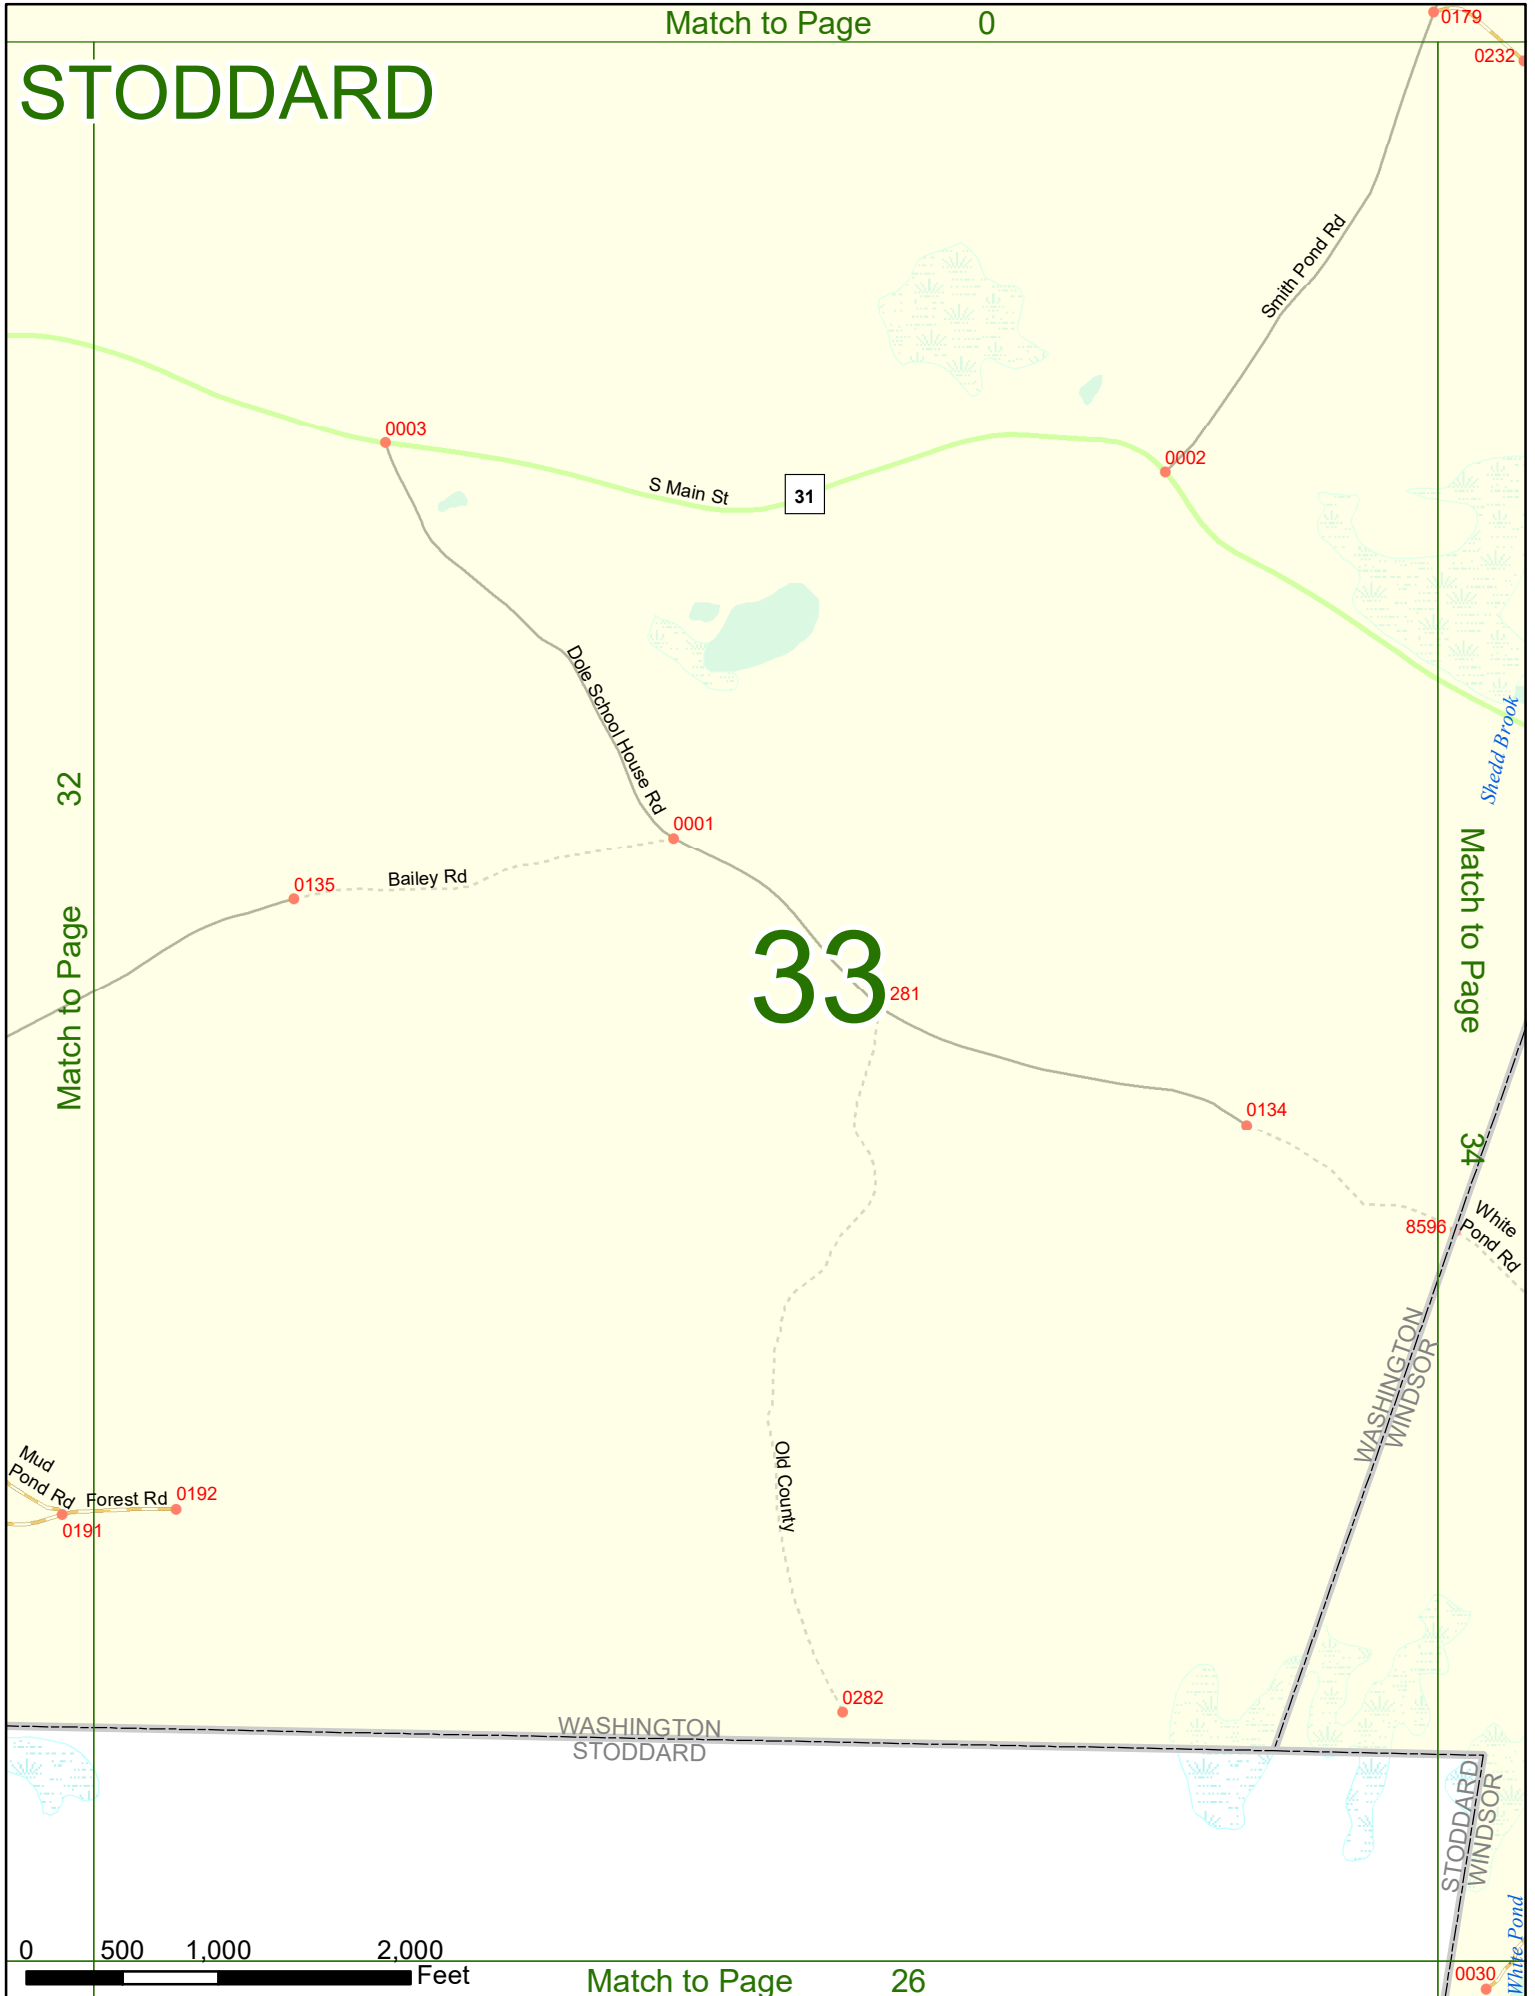 Match to Page 0
0179
0232
STODDARD
Smith Pond Rd
0003
0002
S Main St
31
Dole School House Rd
Shedd Brook
32
Match to Page
0001
Bailey Rd
0135
Match to Page
34
33
281
0134
8596
White
Pond Rd
WASHINGTON
WINDSOR
Mud
Pond Rd
Forest Rd
0192
0191
Old County
0282
WASHINGTON
STODDARD
STODDARD
WINDSOR
White Pond
0 500 1,000 2,000
Feet
Match to Page 26
0030